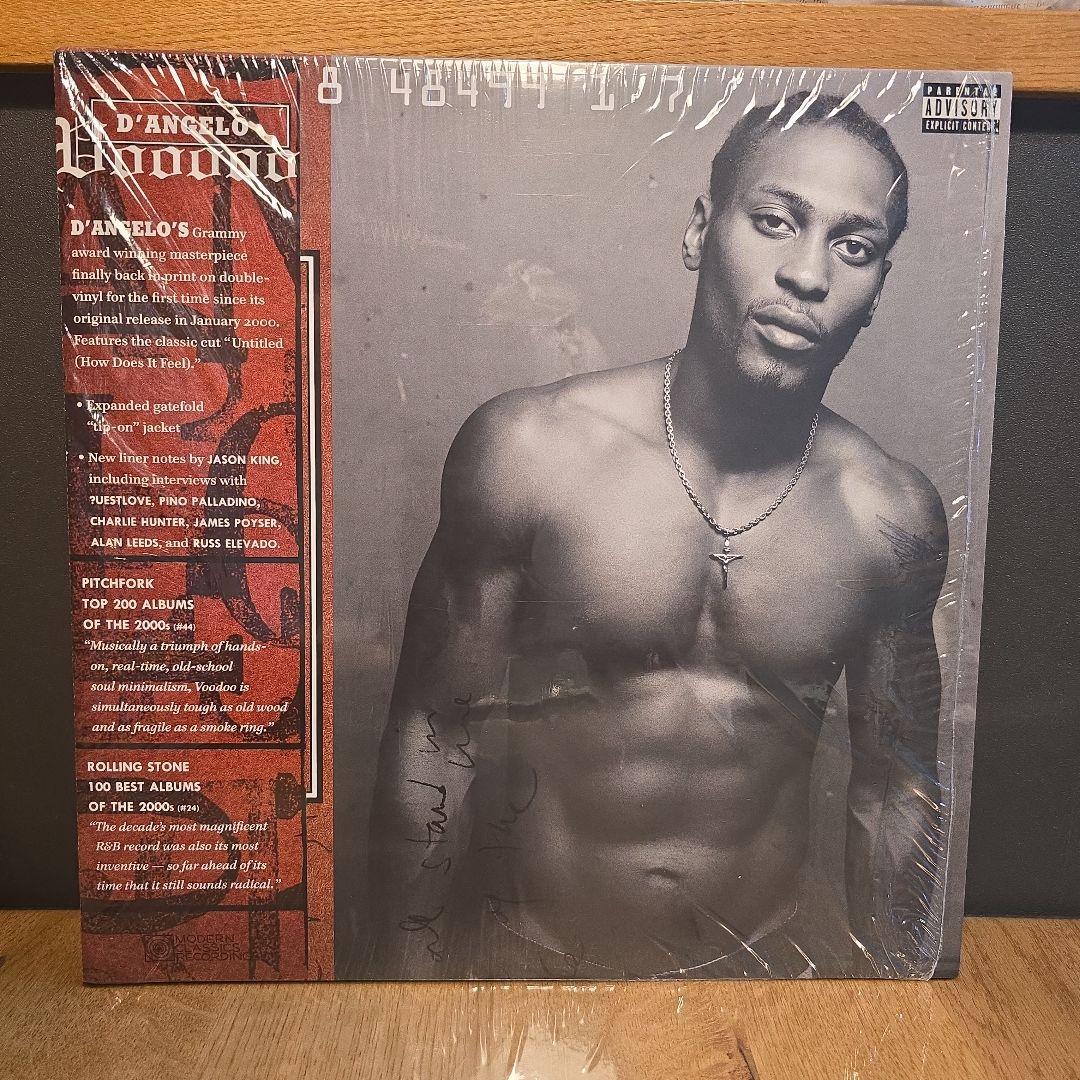 8 48494 1 7
PARENTAL
ADVISORY
EXPLICIT CONTENT
D'ANGELO
Voodoo
D'ANGELO'S Grammy
award winning masterpiece
finally back in print on double-
vinyl for the first time since its
original release in January 2000.
Features the classic cut "Untitled
(How Does It Feel)."
• Expanded gatefold
"tip-on" jacket
• New liner notes by JASON KING,
including interviews with
?UESTLOVE, PINO PALLADINO,
CHARLIE HUNTER, JAMES POYSER,
ALAN LEEDS, and RUSS ELEVADO.
PITCHFORK
TOP 200 ALBUMS
OF THE 2000s (#44)
"Musically a triumph of hands-
on, real-time, old-school
soul minimalism, Voodoo is
simultaneously tough as old wood
and as fragile as a smoke ring."
ROLLING STONE
100 BEST ALBUMS
OF THE 2000s (#24)
"The decade's most magnificent
R&B record was also its most
inventive — so far ahead of its
time that it still sounds radical."
MODERN
CLASSICS
RECORDINGS
stand in
line
the